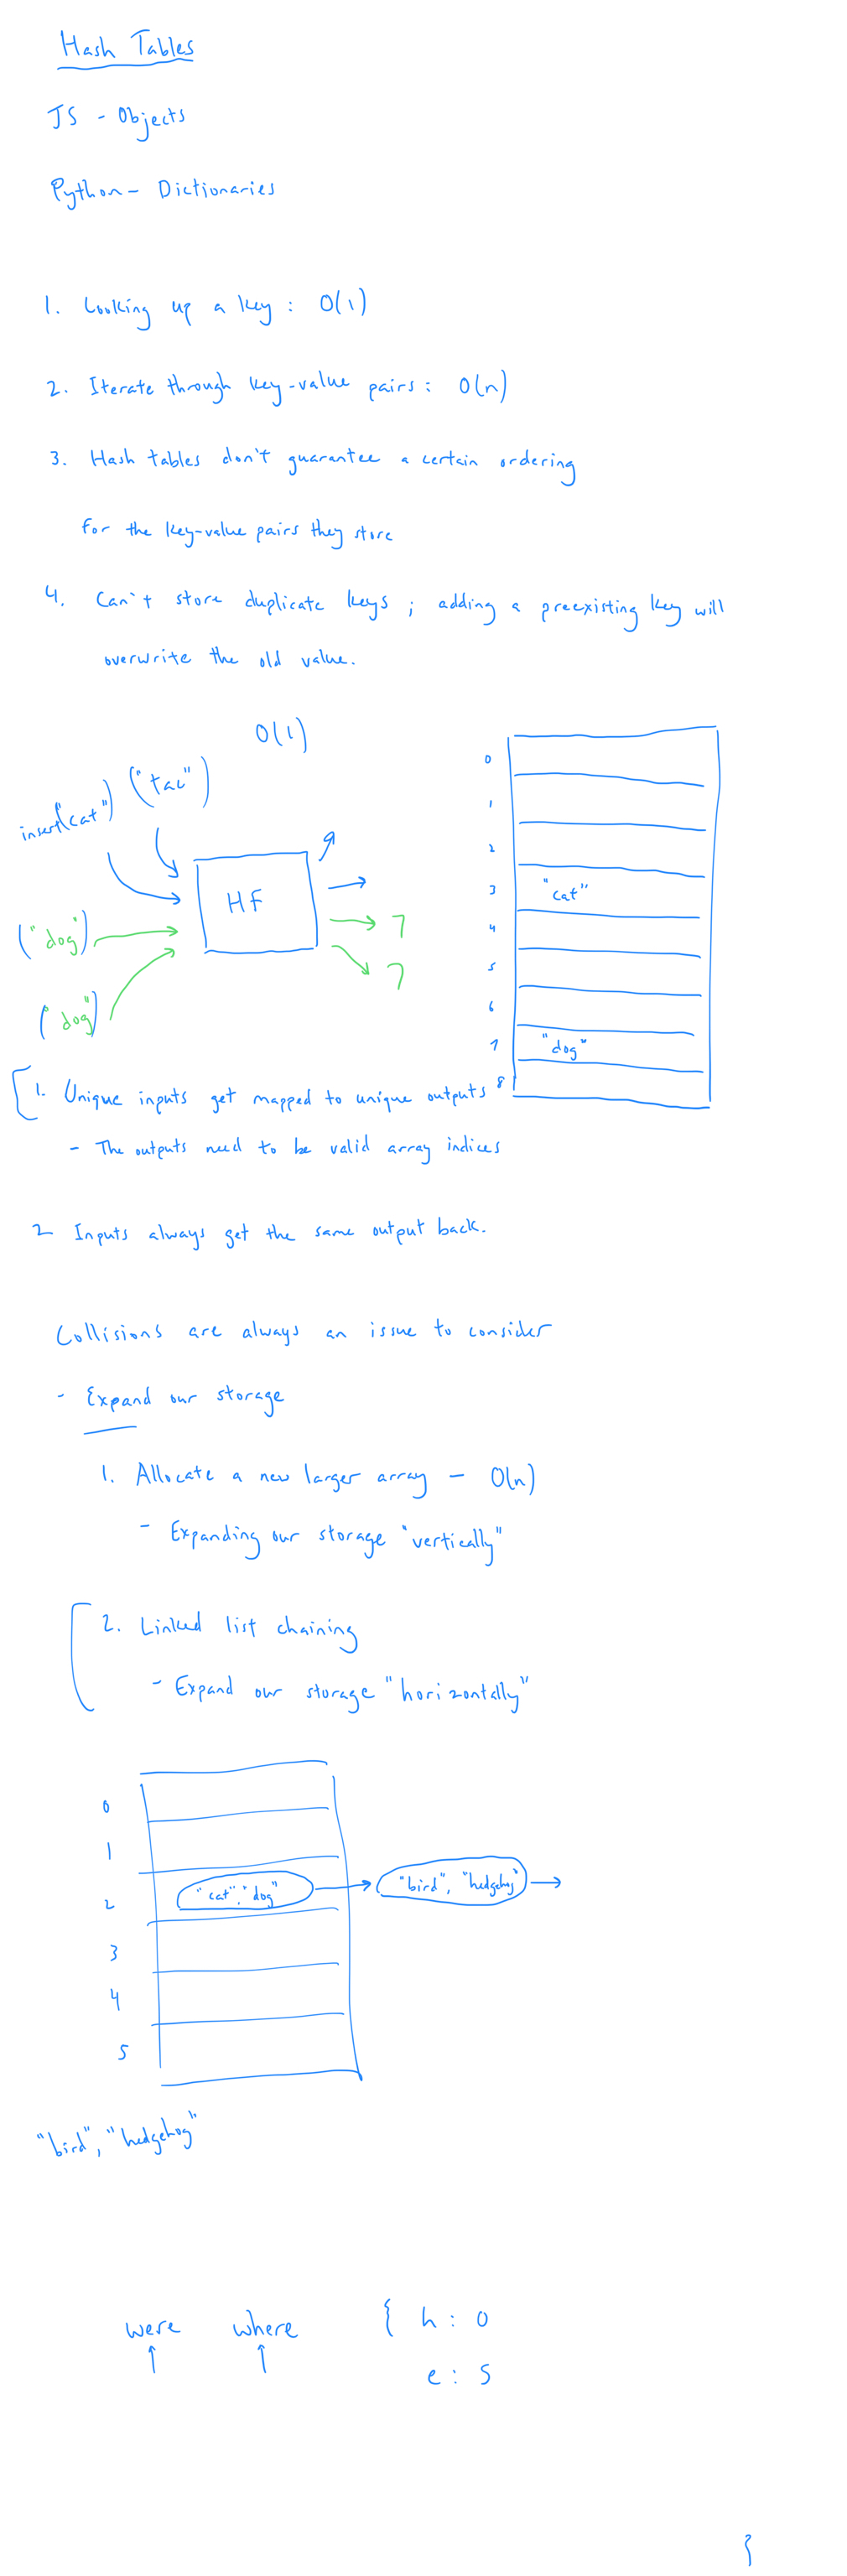 Hash Tables
JS - Objects
Python - Dictionaries
1. Looking up a key : O(1)
2. Iterate through key-value pairs : O(n)
3. Hash tables don't guarantee a certain ordering
for the key-value pairs they store
4. Can't store duplicate keys ; adding a preexisting key will
overwrite the old value.
O(1)
insert("cat") ("tac")
HF
("dog")
("dog")
7
7
0
1
2
3 "cat"
4
5
6
7 "dog"
8
1. Unique inputs get mapped to unique outputs
- The outputs need to be valid array indices
2 Inputs always get the same output back.
Collisions are always an issue to consider
- Expand our storage
1. Allocate a new larger array - O(n)
- Expanding our storage "vertically"
2. Linked list chaining
- Expand our storage "horizontally"
0
1
2 "cat", "dog" "bird", "hedgehog"
3
4
5
"bird", "hedgehog"
were where { h : 0
e : 5
}